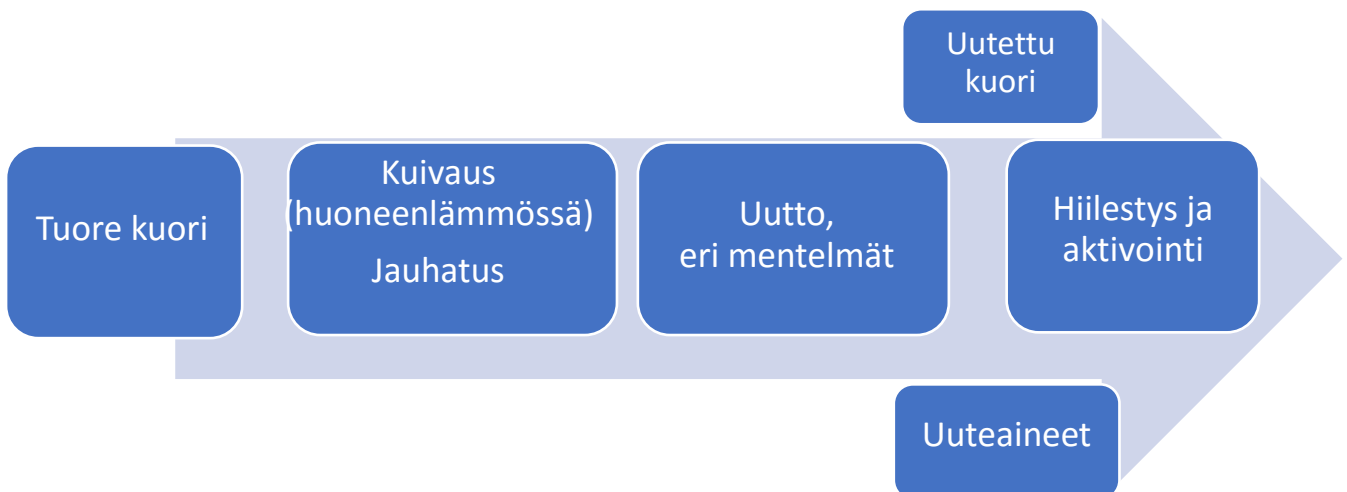 Tuore kuori
Kuivaus
(huoneenlämmössä)
Jauhatus
Uutto,
eri mentelmät
Uutettu
kuori
Hiilestys ja
aktivointi
Uuteaineet